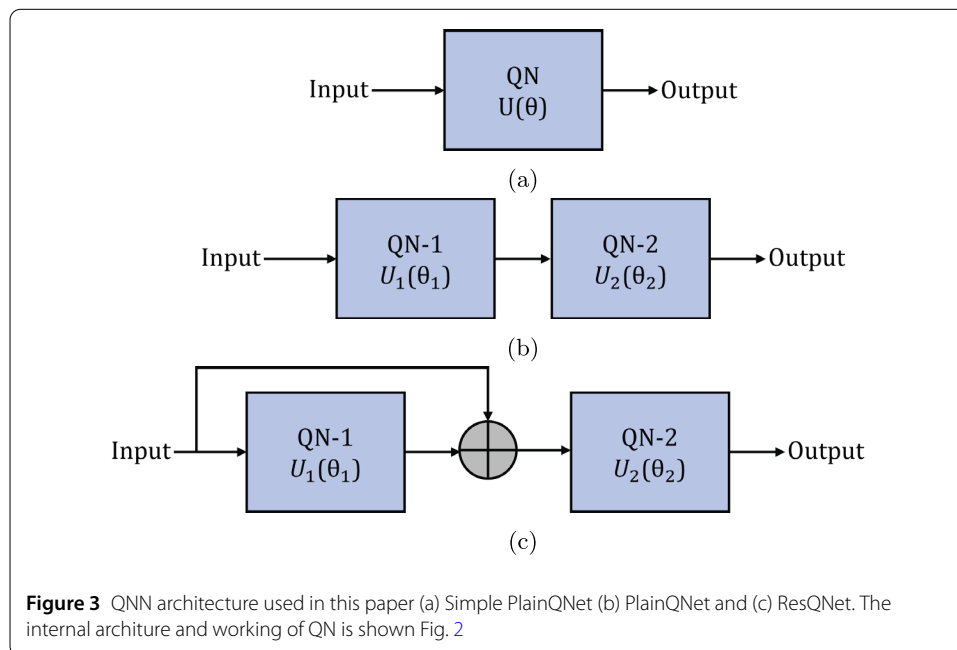 Input
QN
U(θ)
Output
(a)
Input
QN-1
U₁(θ₁)
QN-2
U₂(θ₂)
Output
(b)
Input
QN-1
U₁(θ₁)
QN-2
U₂(θ₂)
Output
(c)
Figure 3 QNN architecture used in this paper (a) Simple PlainQNet (b) PlainQNet and (c) ResQNet. The
internal architure and working of QN is shown Fig. 2